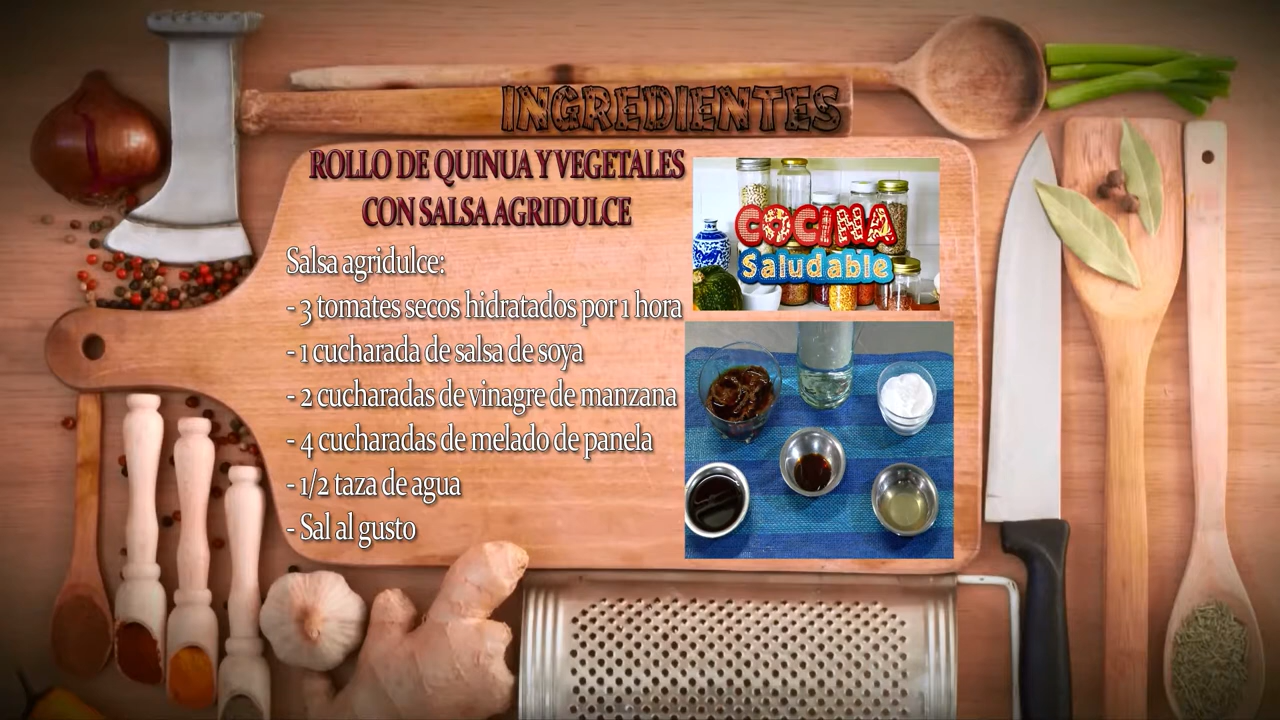 INGREDIENTES
ROLLO DE QUINUA Y VEGETALES
CON SALSA AGRIDULCE
COCINA
Saludable
Salsa agridulce:
- 3 tomates secos hidratados por 1 hora
- 1 cucharada de salsa de soya
- 2 cucharadas de vinagre de manzana
- 4 cucharadas de melado de panela
- 1/2 taza de agua
- Sal al gusto